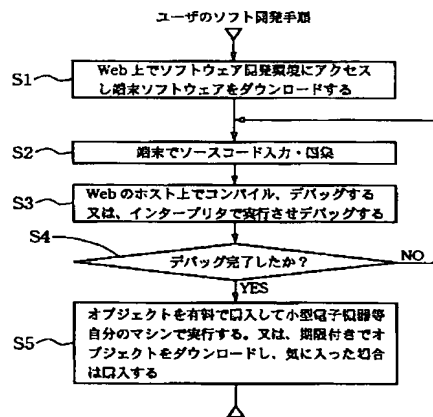 ユーザのソフト開発手順
S1
Web上でソフトウェア開発環境にアクセス
し端末ソフトウェアをダウンロードする
S2
端末でソースコード入力・編集
S3
Webのホスト上でコンパイル、デバッグする
又は、インタープリタで実行させデバッグする
S4
デバッグ完了したか？
NO
YES
S5
オブジェクトを有料で購入して小型電子機器等
自分のマシンで実行する。又は、期限付きでオ
ブジェクトをダウンロードし、気に入った場合
は購入する